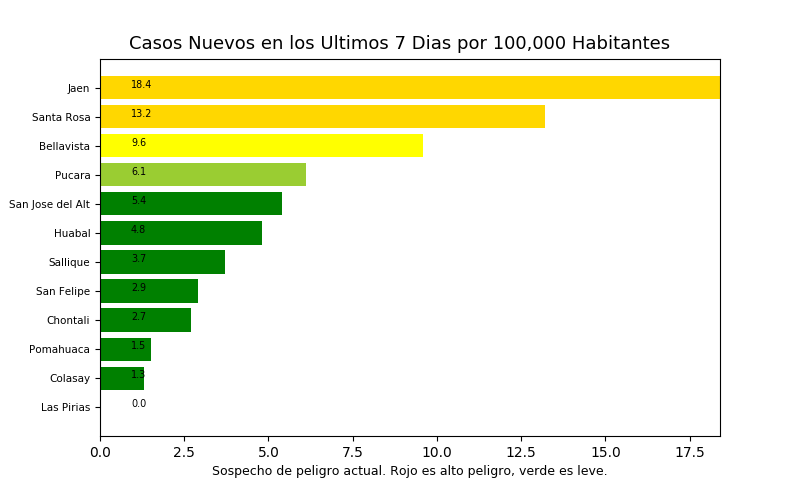 Casos Nuevos en los Ultimos 7 Dias por 100,000 Habitantes
Jaen 18.4
Santa Rosa 13.2
Bellavista 9.6
Pucara 6.1
San Jose del Alt 5.4
Huabal 4.8
Sallique 3.7
San Felipe 2.9
Chontali 2.7
Pomahuaca 1.5
Colasay 1.3
Las Pirias 0.0
0.0 2.5 5.0 7.5 10.0 12.5 15.0 17.5
Sospecho de peligro actual. Rojo es alto peligro, verde es leve.